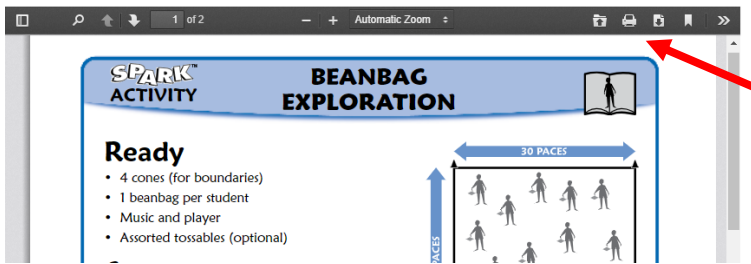 1 of 2
Automatic Zoom
SPARK™
ACTIVITY
BEANBAG
EXPLORATION
Ready
• 4 cones (for boundaries)
• 1 beanbag per student
• Music and player
• Assorted tossables (optional)
30 PACES
PACES